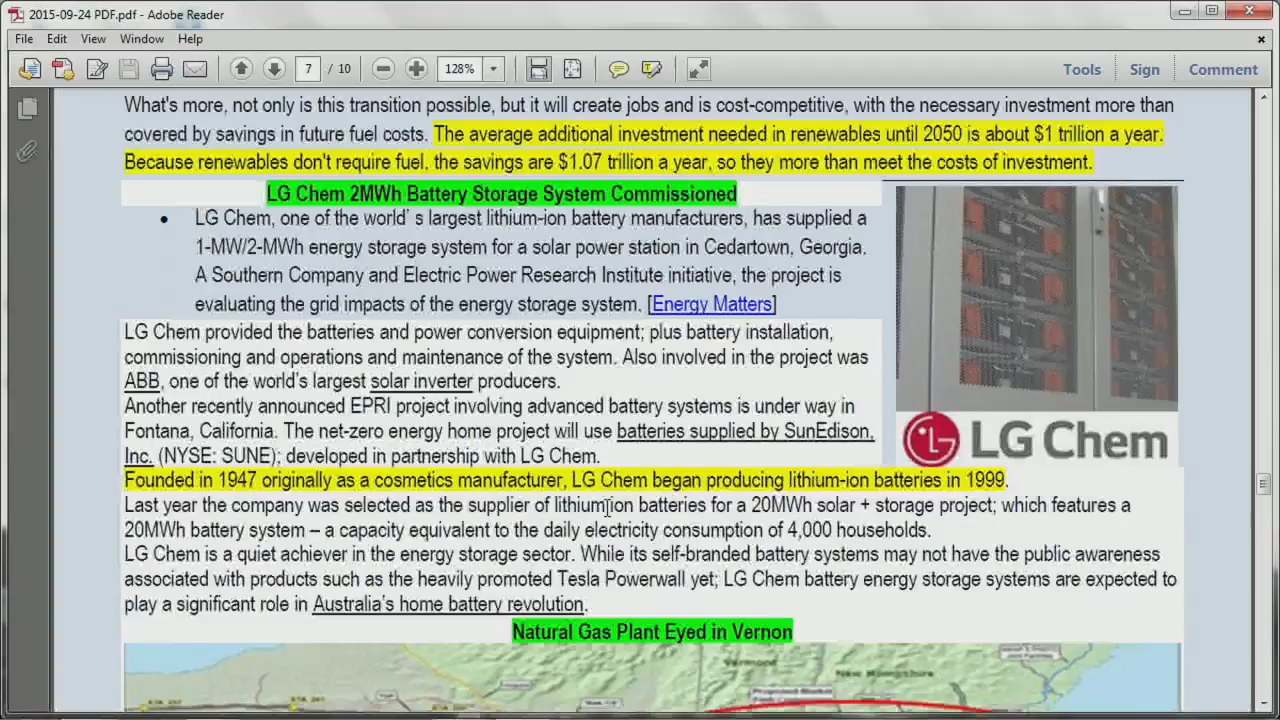 2015-09-24 PDF.pdf - Adobe Reader
File Edit View Window Help
7 / 10 128% Tools Sign Comment
What's more, not only is this transition possible, but it will create jobs and is cost-competitive, with the necessary investment more than
covered by savings in future fuel costs. The average additional investment needed in renewables until 2050 is about $1 trillion a year.
Because renewables don't require fuel, the savings are $1.07 trillion a year, so they more than meet the costs of investment.
LG Chem 2MWh Battery Storage System Commissioned
• LG Chem, one of the world' s largest lithium-ion battery manufacturers, has supplied a
1-MW/2-MWh energy storage system for a solar power station in Cedartown, Georgia.
A Southern Company and Electric Power Research Institute initiative, the project is
evaluating the grid impacts of the energy storage system. [Energy Matters]
LG Chem provided the batteries and power conversion equipment; plus battery installation,
commissioning and operations and maintenance of the system. Also involved in the project was
ABB, one of the world's largest solar inverter producers.
Another recently announced EPRI project involving advanced battery systems is under way in
Fontana, California. The net-zero energy home project will use batteries supplied by SunEdison,
Inc. (NYSE: SUNE); developed in partnership with LG Chem.
LG Chem
Founded in 1947 originally as a cosmetics manufacturer, LG Chem began producing lithium-ion batteries in 1999.
Last year the company was selected as the supplier of lithium ion batteries for a 20MWh solar + storage project; which features a
20MWh battery system – a capacity equivalent to the daily electricity consumption of 4,000 households.
LG Chem is a quiet achiever in the energy storage sector. While its self-branded battery systems may not have the public awareness
associated with products such as the heavily promoted Tesla Powerwall yet; LG Chem battery energy storage systems are expected to
play a significant role in Australia's home battery revolution.
Natural Gas Plant Eyed in Vernon
Vermont
New Hampshire